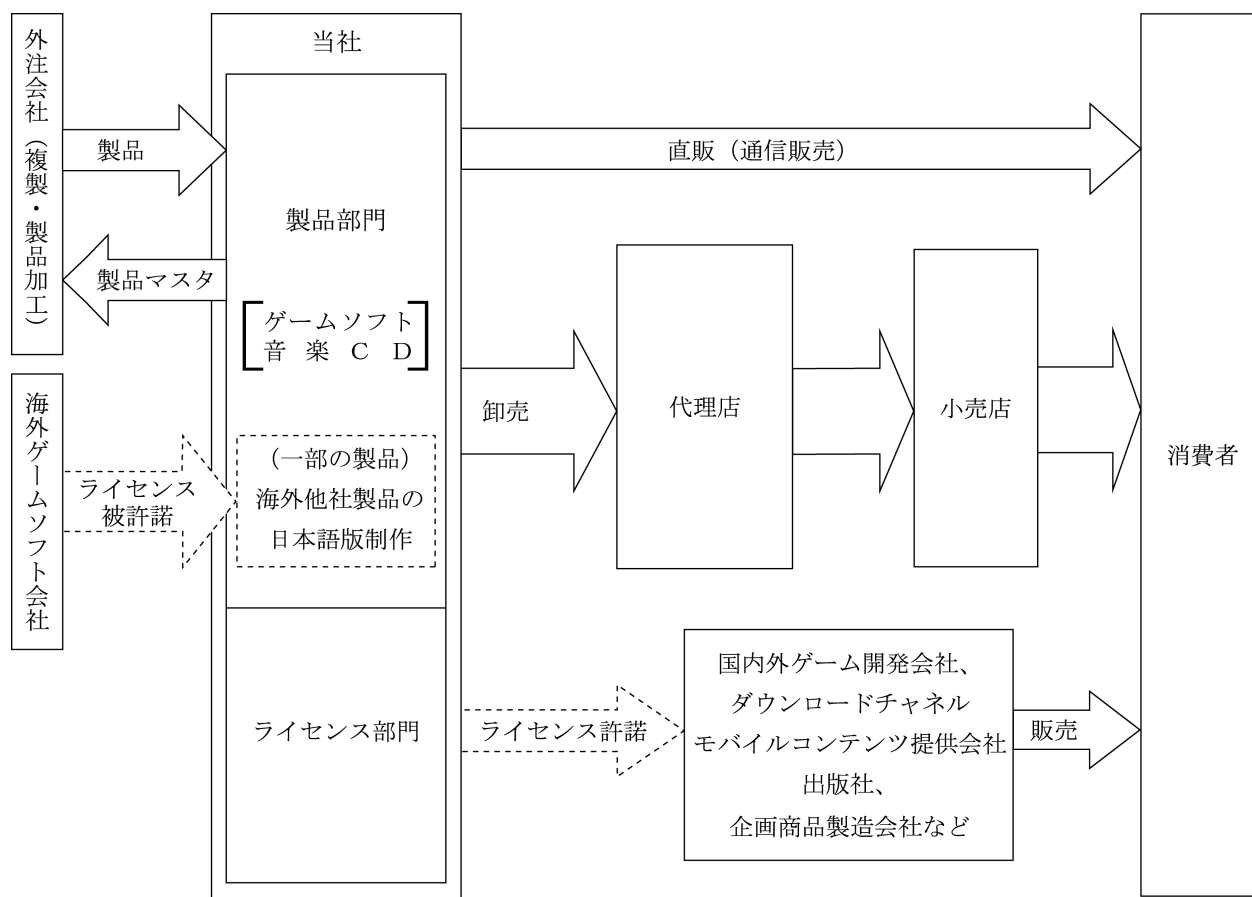 外注会社（複製・製品加工）
海外ゲームソフト会社
当社
製品
製品マスタ
ライセンス
被許諾
製品部門
ゲームソフト
音楽ＣＤ
（一部の製品）
海外他社製品の
日本語版制作
ライセンス部門
直販（通信販売）
卸売
代理店
小売店
ライセンス許諾
国内外ゲーム開発会社、
ダウンロードチャネル
モバイルコンテンツ提供会社
出版社、
企画商品製造会社など
販売
消費者